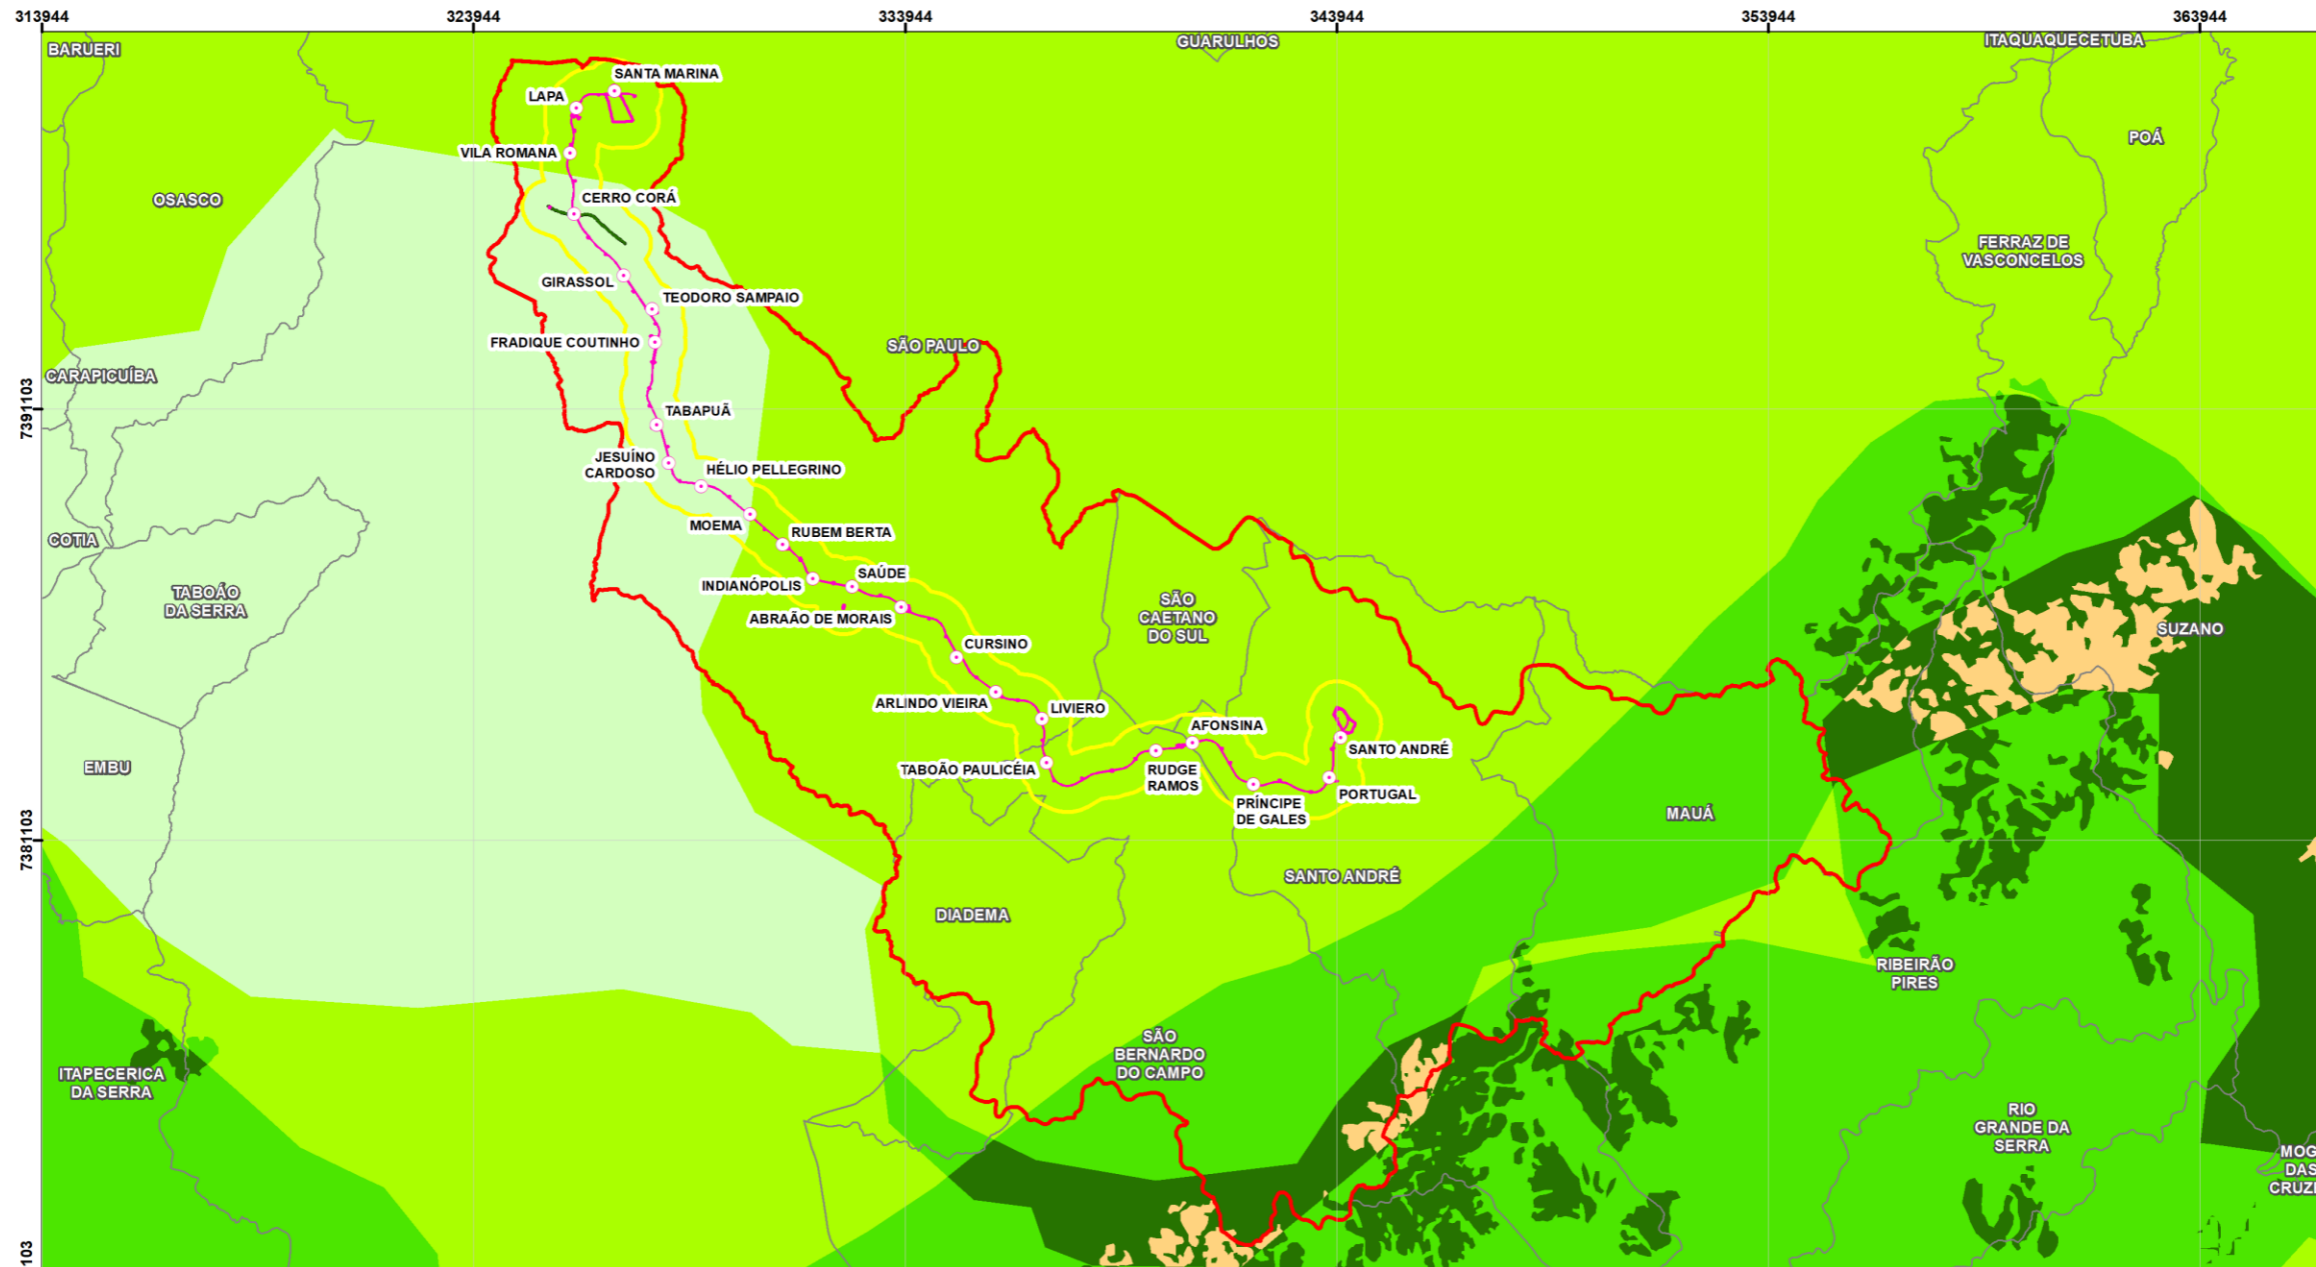 313944
323944
333944
343944
353944
363944
BARUERI
GUARULHOS
ITAQUAQUECETUBA
SANTA MARINA
LAPA
POÁ
VILA ROMANA
OSASCO
CERRO CORÁ
FERRAZ DE
VASCONCELOS
GIRASSOL
TEODORO SAMPAIO
FRADIQUE COUTINHO
SÃO PAULO
CARAPICUÍBA
7391103
TABAPUÃ
JESUÍNO
CARDOSO
HÉLIO PELLEGRINO
MOEMA
RUBEM BERTA
COTIA
SAÚDE
INDIANÓPOLIS
TABOÃO
DA SERRA
SÃO
CAETANO
DO SUL
ABRAÃO DE MORAIS
SUZANO
CURSINO
ARLINDO VIEIRA
LIVIERO
AFONSINA
SANTO ANDRÉ
EMBU
TABOÃO PAULICÉIA
RUDGE
RAMOS
PORTUGAL
PRÍNCIPE
DE GALES
MAUÁ
7381103
SANTO ANDRÉ
DIADEMA
RIBEIRÃO
PIRES
SÃO
BERNARDO
DO CAMPO
ITAPECERICA
DA SERRA
RIO
GRANDE DA
SERRA
MOG
DAS
CRUZ
103